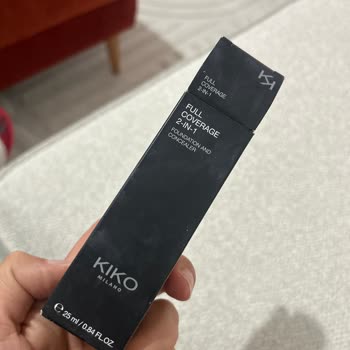 FULL
COVERAGE
2-IN-1
FULL
COVERAGE
2-IN-1
FOUNDATION AND
CONCEALER
KIKO
MILANO
℮ 25 ml / 0.84 FL.OZ.